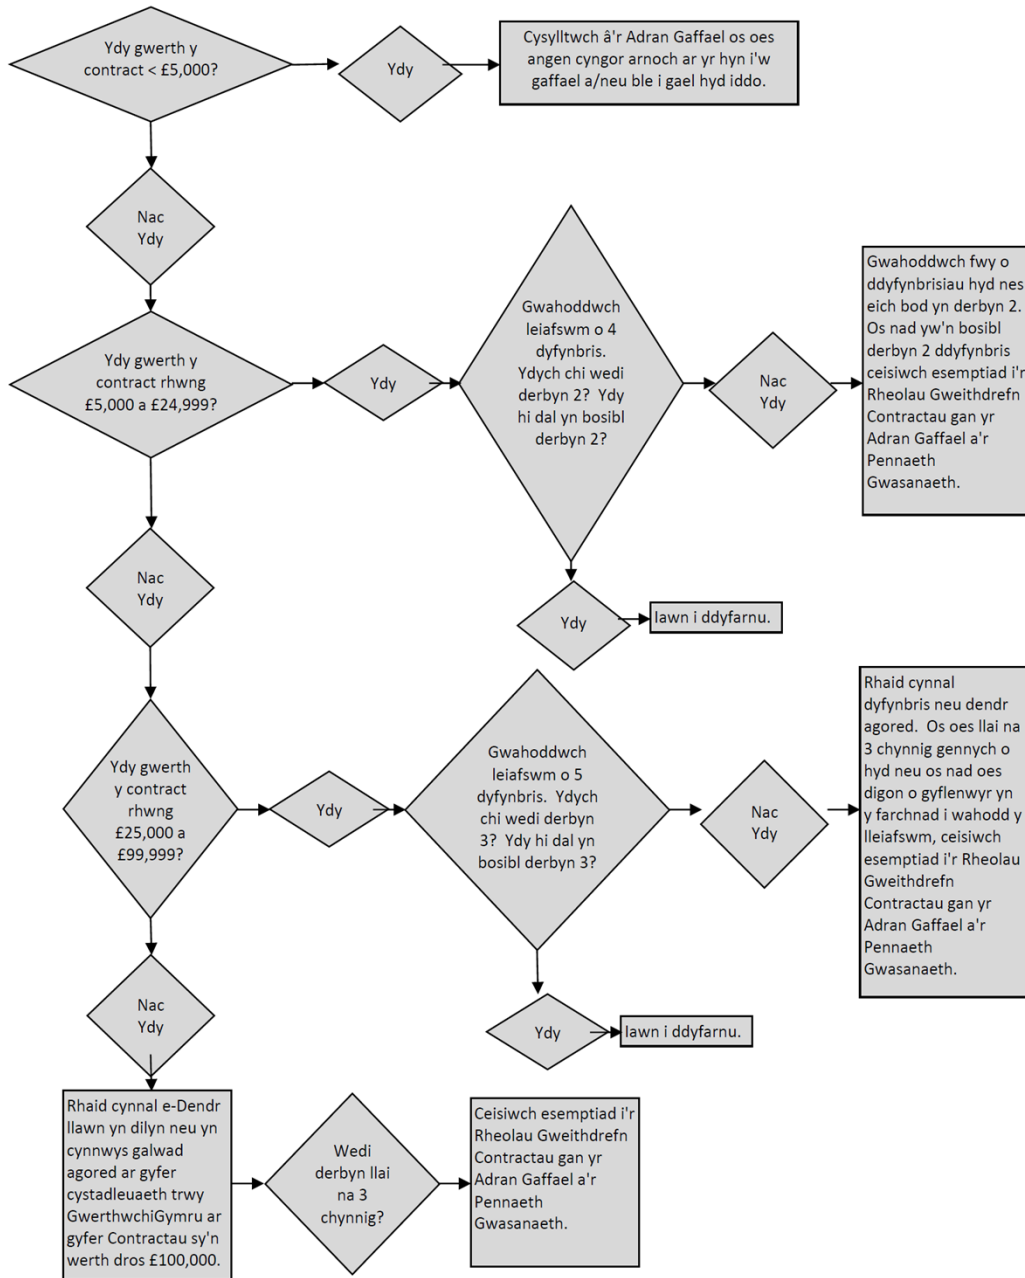 Ydy gwerth y
contract < £5,000?
Ydy
Cysylltwch â'r Adran Gaffael os oes
angen cyngor arnoch ar yr hyn i'w
gaffael a/neu ble i gael hyd iddo.
Nac
Ydy
Ydy gwerth y
contract rhwng
£5,000 a £24,999?
Ydy
Gwahoddwch
leiafswm o 4
dyfynbris.
Ydych chi wedi
derbyn 2? Ydy
hi dal yn bosibl
derbyn 2?
Nac
Ydy
Gwahoddwch fwy o
ddyfynbrisiau hyd nes
eich bod yn derbyn 2.
Os nad yw'n bosibl
derbyn 2 ddyfynbris
ceisiwch esemptiad i'r
Rheolau Gweithdrefn
Contractau gan yr
Adran Gaffael a'r
Pennaeth
Gwasanaeth.
Ydy
Iawn i ddyfarnu.
Nac
Ydy
Ydy gwerth
y contract
rhwng
£25,000 a
£99,999?
Ydy
Gwahoddwch
leiafswm o 5
dyfynbris. Ydych
chi wedi derbyn
3? Ydy hi dal yn
bosibl derbyn 3?
Nac
Ydy
Rhaid cynnal
dyfynbris neu dendr
agored. Os oes llai na
3 chynnig gennych o
hyd neu os nad oes
digon o gyflenwyr yn
y farchnad i wahodd y
lleiafswm, ceisiwch
esemptiad i'r Rheolau
Gweithdrefn
Contractau gan yr
Adran Gaffael a'r
Pennaeth
Gwasanaeth.
Ydy
Iawn i ddyfarnu.
Nac
Ydy
Rhaid cynnal e-Dendr
llawn yn dilyn neu yn
cynnwys galwad
agored ar gyfer
cystadleuaeth trwy
GwerthwchiGymru ar
gyfer Contractau sy'n
werth dros £100,000.
Wedi
derbyn llai
na 3
chynnig?
Ceisiwch esemptiad i'r
Rheolau Gweithdrefn
Contractau gan yr
Adran Gaffael a'r
Pennaeth
Gwasanaeth.